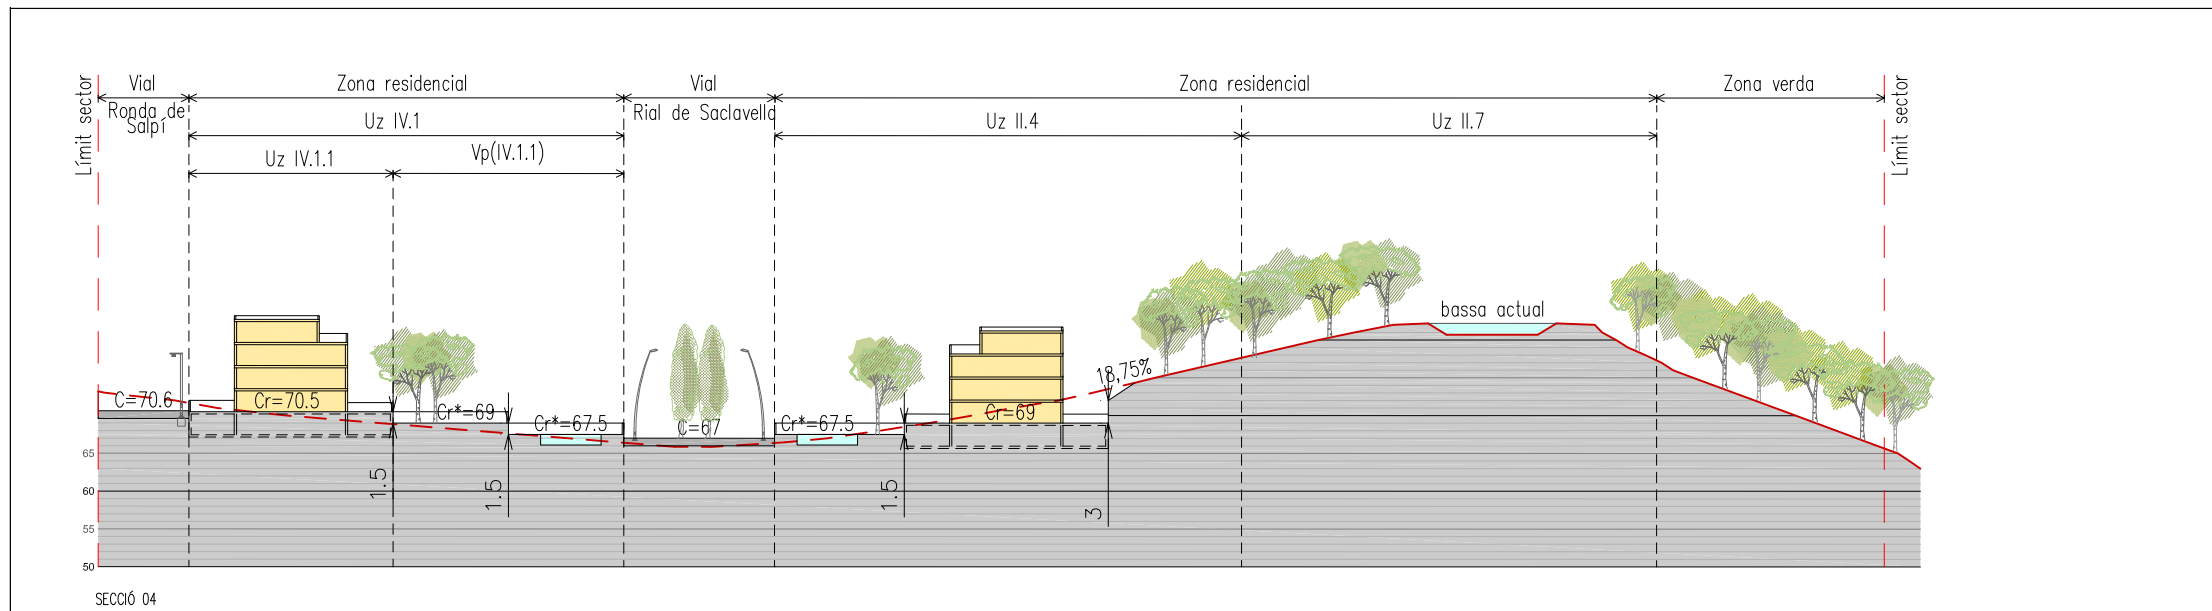 Límit sector
Vial
Zona residencial
Vial
Zona residencial
Zona verda
Límit sector
Ronda de
Salpí
Rial de Saclavella
Uz IV.1
Uz II.4
Uz II.7
Uz IV.1.1
Vp(IV.1.1)
bassa actual
18,75%
C=70.6
Cr=70.5
Cr*=69
Cr*=67.5
C=67
Cr*=67.5
Cr=69
1.5
1.5
1.5
3
65
60
55
50
SECCIÓ 04